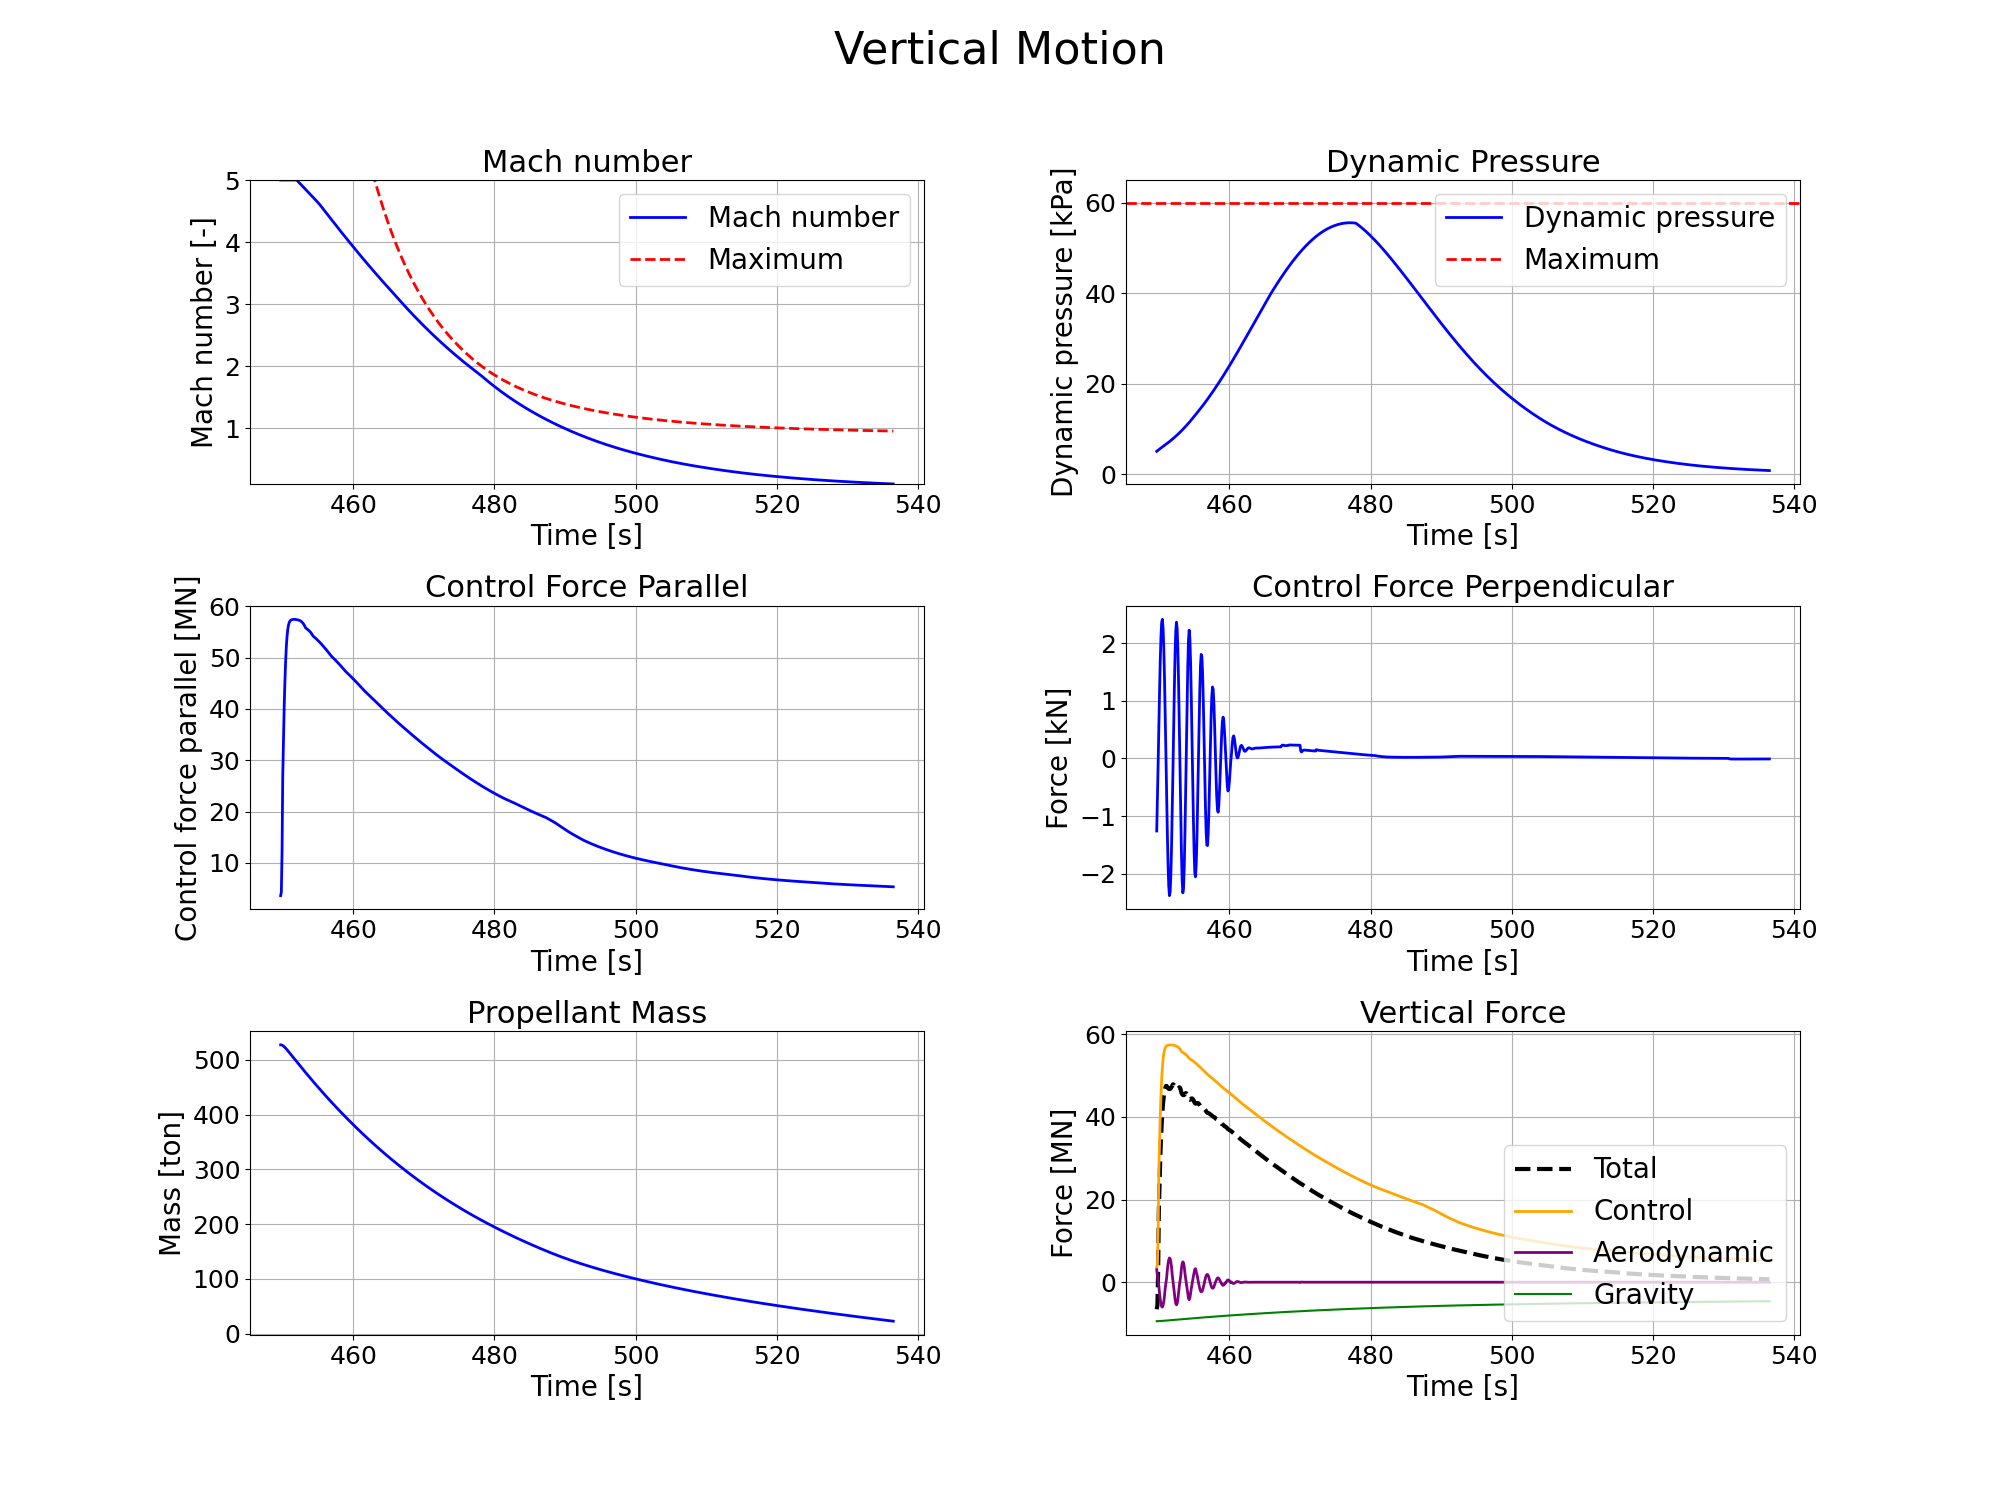 Vertical Motion
Mach number
Mach number [-]
5
4
3
2
1
Mach number
Maximum
460
480
500
520
540
Time [s]
Dynamic Pressure
Dynamic pressure [kPa]
60
40
20
0
Dynamic pressure
Maximum
460
480
500
520
540
Time [s]
Control Force Parallel
Control force parallel [MN]
60
50
40
30
20
10
460
480
500
520
540
Time [s]
Control Force Perpendicular
Force [kN]
2
1
0
−1
−2
460
480
500
520
540
Time [s]
Propellant Mass
Mass [ton]
500
400
300
200
100
0
460
480
500
520
540
Time [s]
Vertical Force
Force [MN]
60
40
20
0
Total
Control
Aerodynamic
Gravity
460
480
500
520
540
Time [s]